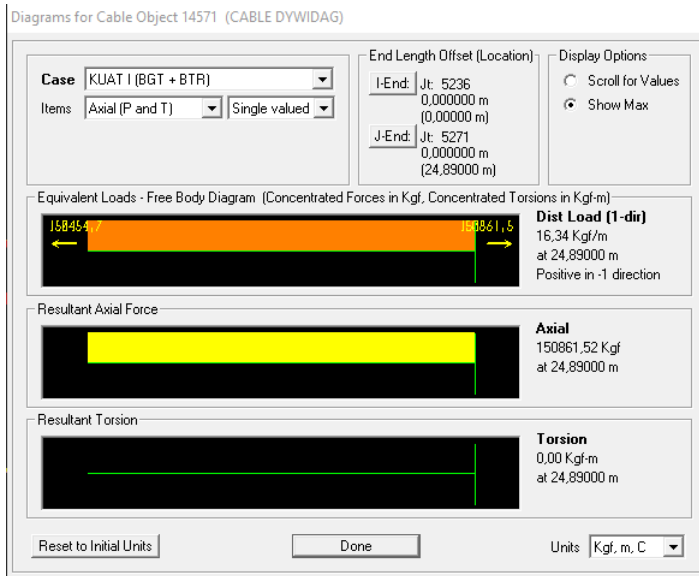 Diagrams for Cable Object 14571 (CABLE DYWIDAG)
Case KUAT I (BGT + BTR)
Items Axial (P and T) Single valued
End Length Offset (Location)
I-End: Jt: 5236
0,000000 m
(0,00000 m)
J-End: Jt: 5271
0,000000 m
(24,89000 m)
Display Options
Scroll for Values
Show Max
Equivalent Loads - Free Body Diagram (Concentrated Forces in Kgf, Concentrated Torsions in Kgf-m)
150454,7 150861,5
Dist Load (1-dir)
16,34 Kgf/m
at 24,89000 m
Positive in -1 direction
Resultant Axial Force
Axial
150861,52 Kgf
at 24,89000 m
Resultant Torsion
Torsion
0,00 Kgf-m
at 24,89000 m
Reset to Initial Units Done Units Kgf, m, C